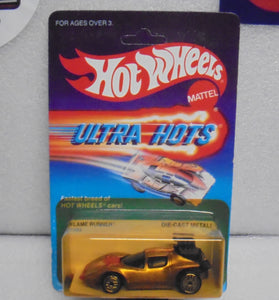 FOR AGES OVER 3.
Hot Wheels
MATTEL
ULTRA HOTS
Fastest breed of
HOT WHEELS® cars!
FLAME RUNNER
DIE-CAST METAL!